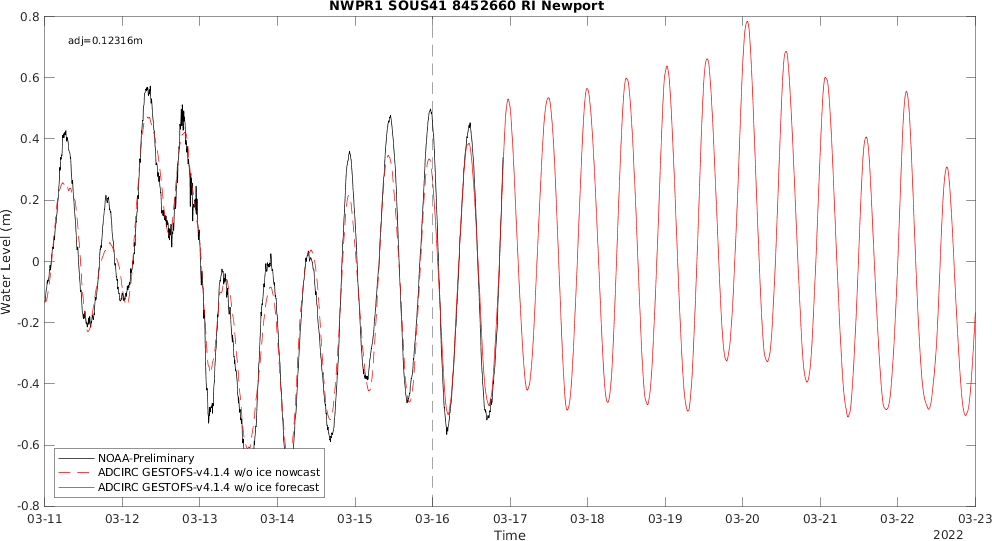 NWPR1 SOUS41 8452660 RI Newport
adj=0.12316m
Water Level (m)
0.8
0.6
0.4
0.2
0
-0.2
-0.4
-0.6
-0.8
NOAA-Preliminary
ADCIRC GESTOFS-v4.1.4 w/o ice nowcast
ADCIRC GESTOFS-v4.1.4 w/o ice forecast
03-11 03-12 03-13 03-14 03-15 03-16 03-17 03-18 03-19 03-20 03-21 03-22 03-23
Time
2022